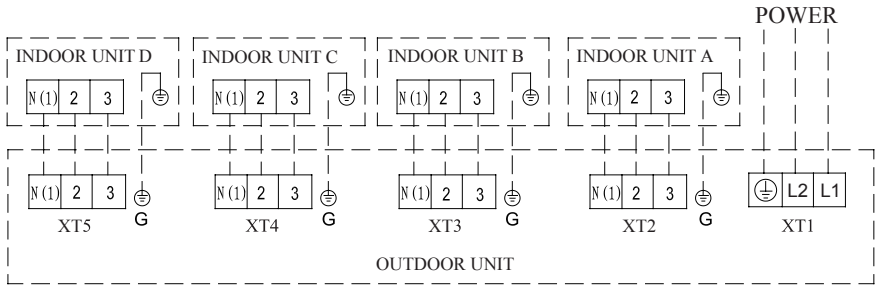 POWER
INDOOR UNIT D INDOOR UNIT C INDOOR UNIT B INDOOR UNIT A
N (1) 2 3 N (1) 2 3 N (1) 2 3 N (1) 2 3
N (1) 2 3 N (1) 2 3 N (1) 2 3 N (1) 2 3 L2 L1
G G G G
XT5 XT4 XT3 XT2 XT1
OUTDOOR UNIT